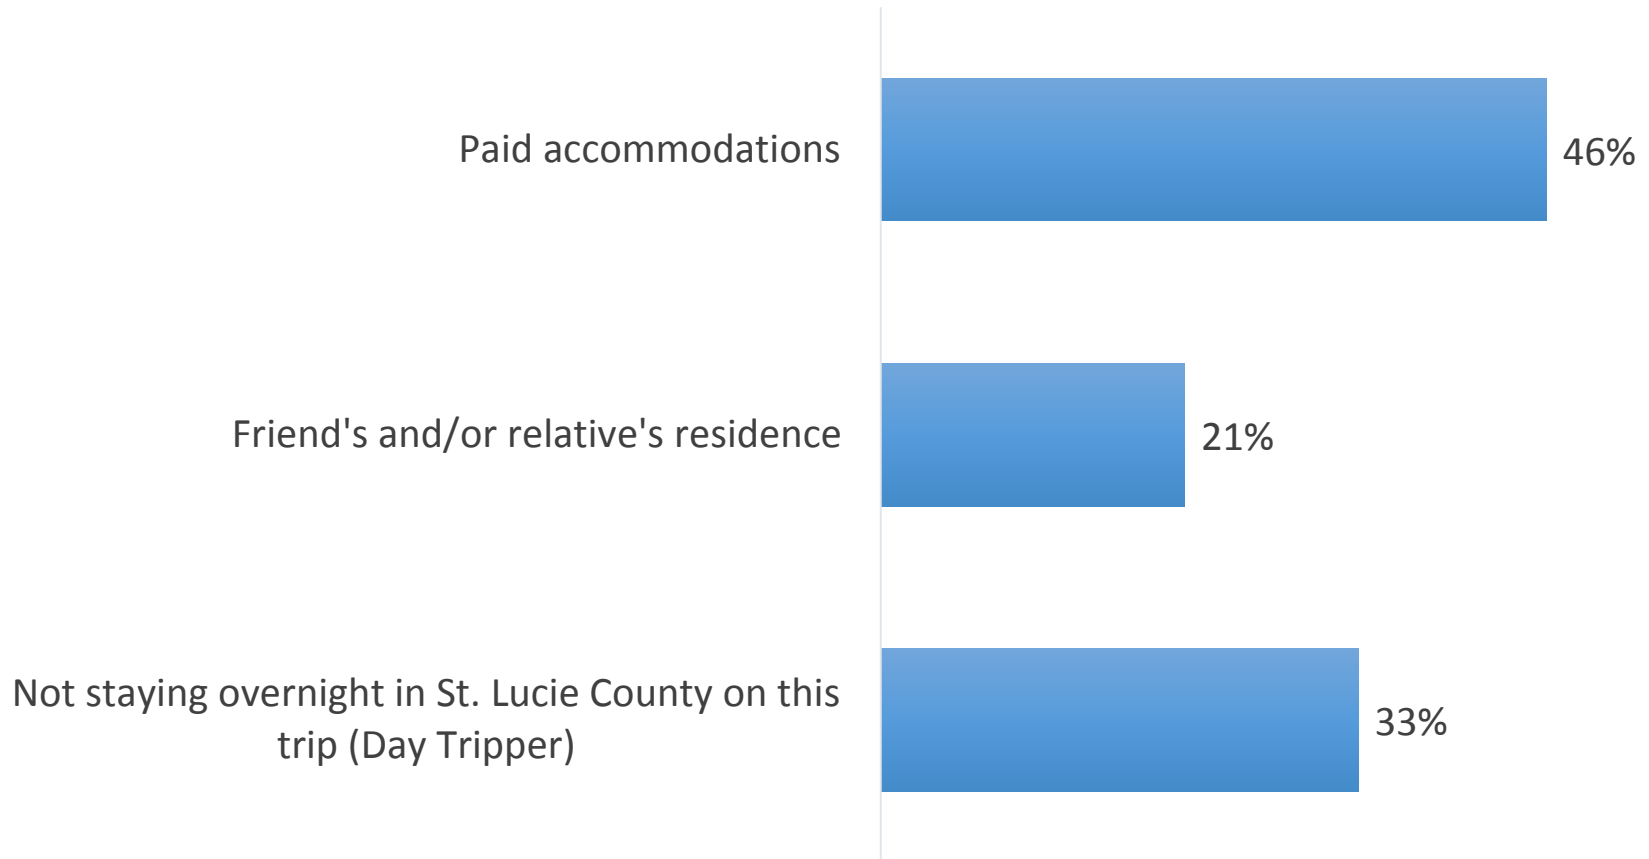 Paid accommodations
46%
Friend's and/or relative's residence
21%
Not staying overnight in St. Lucie County on this
trip (Day Tripper)
33%